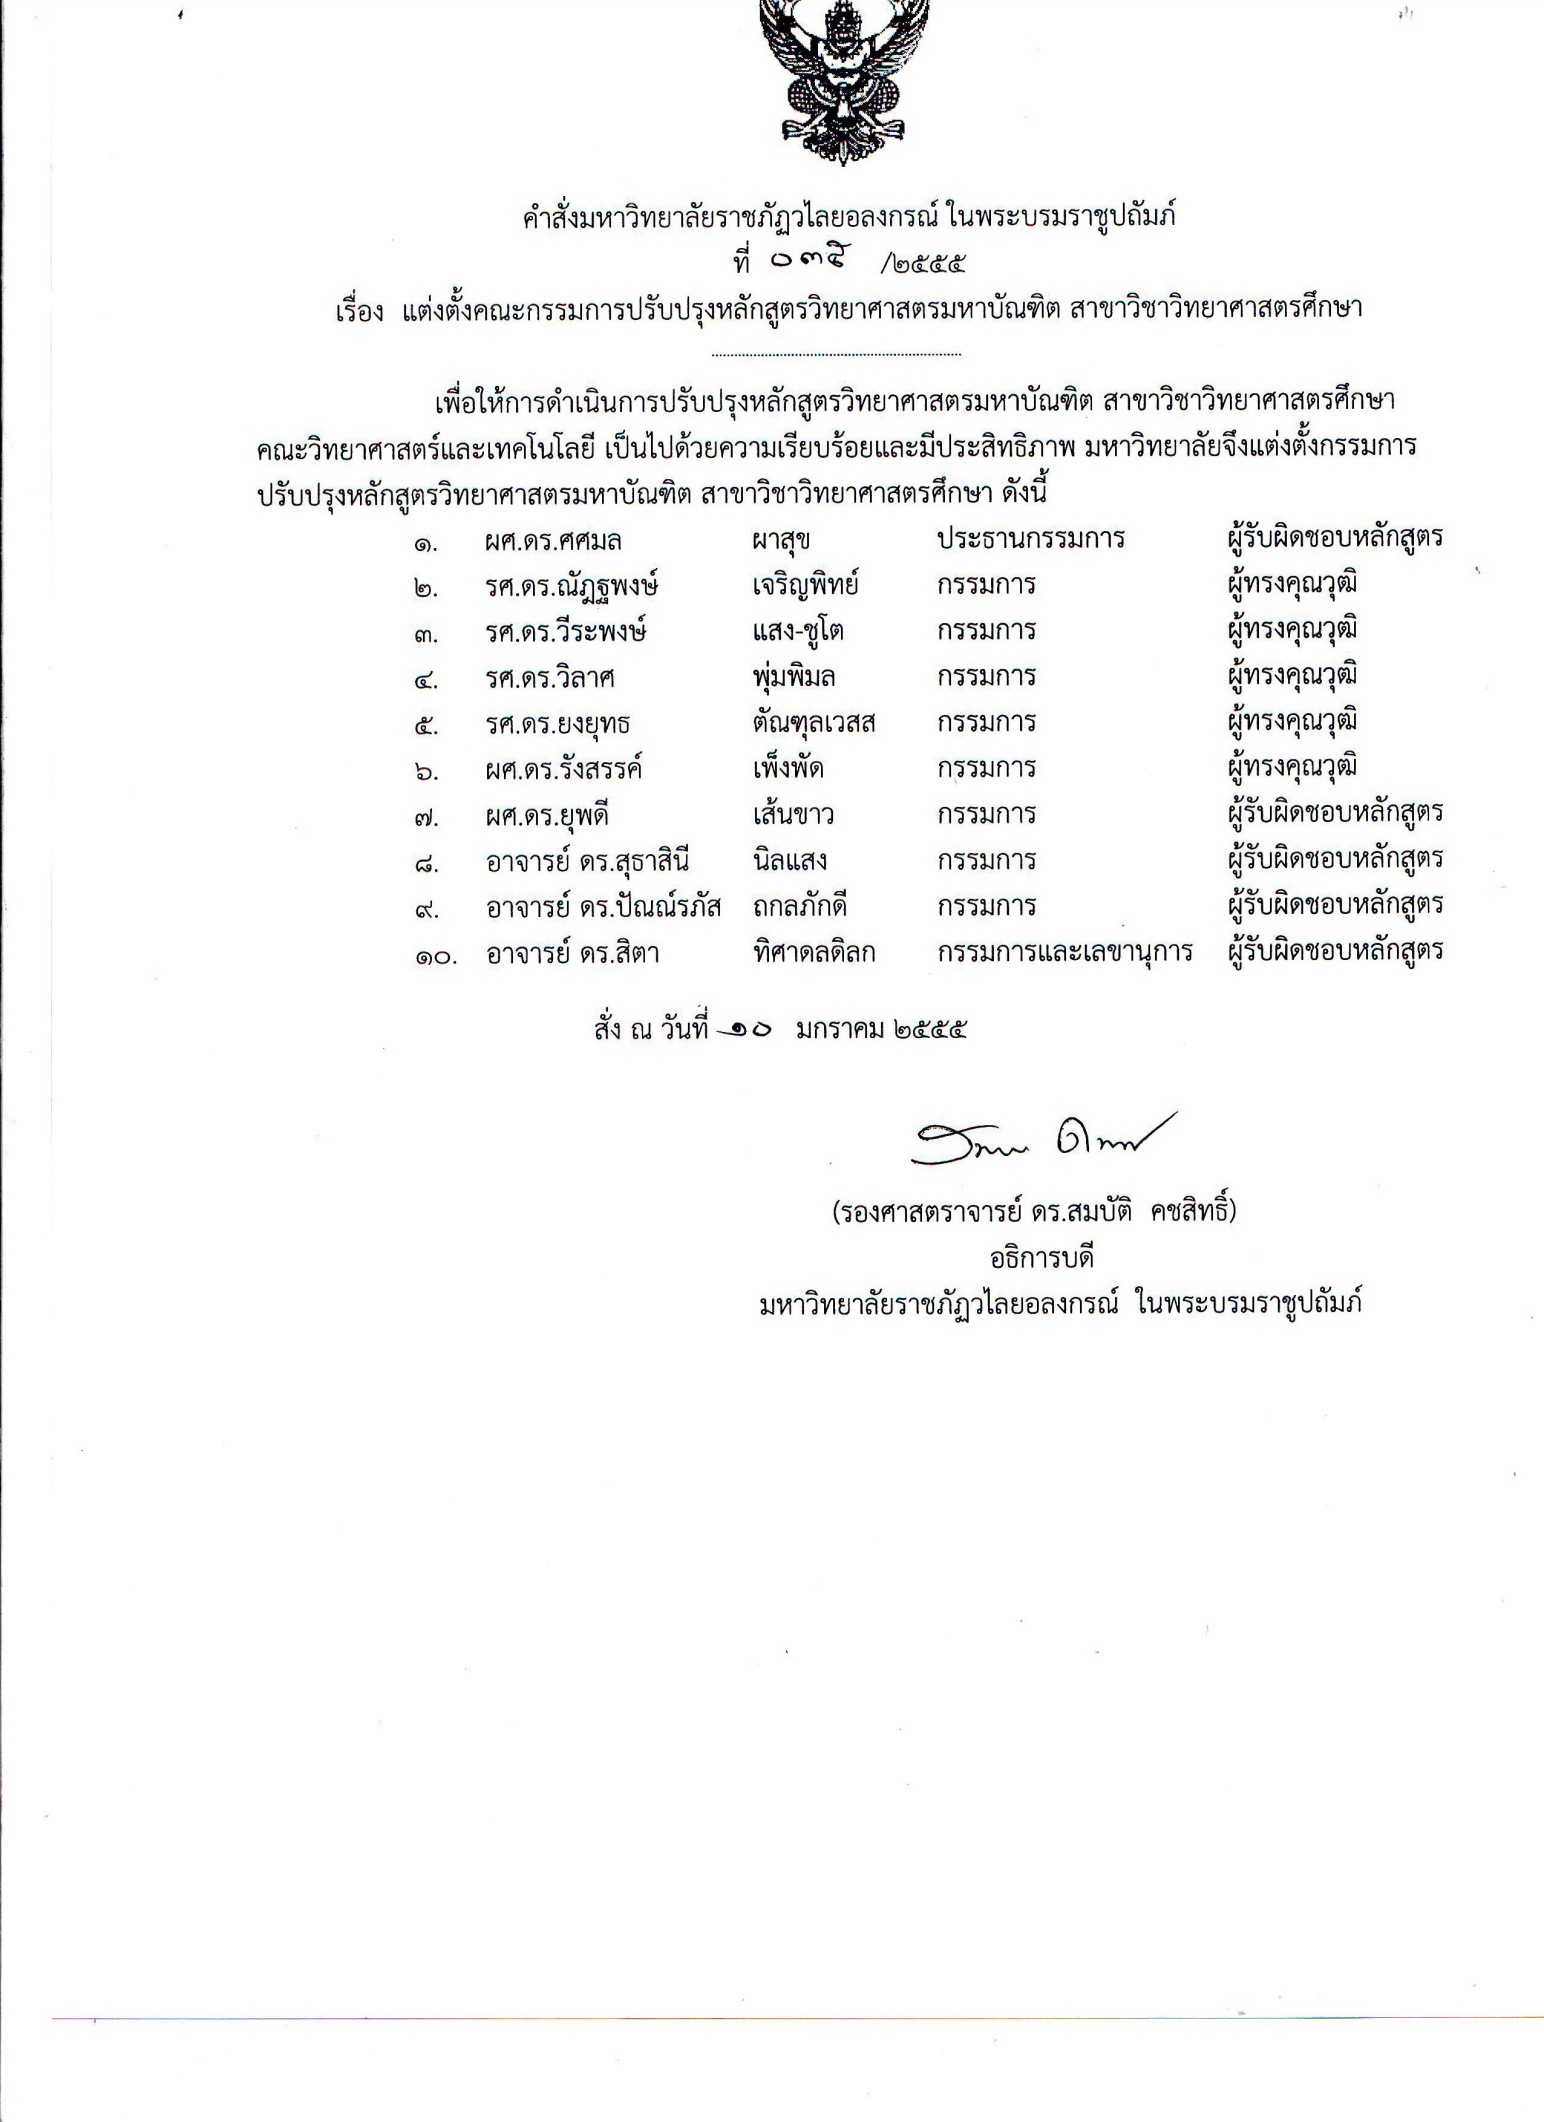 คำสั่งมหาวิทยาลัยราชภัฏวไลยอลงกรณ์ ในพระบรมราชูปถัมภ์
ที่ ๐๓๕ /๒๕๕๕
เรื่อง แต่งตั้งคณะกรรมการปรับปรุงหลักสูตรวิทยาศาสตรมหาบัณฑิต สาขาวิชาวิทยาศาสตรศึกษา
เพื่อให้การดำเนินการปรับปรุงหลักสูตรวิทยาศาสตรมหาบัณฑิต สาขาวิชาวิทยาศาสตรศึกษา
คณะวิทยาศาสตร์และเทคโนโลยี เป็นไปด้วยความเรียบร้อยและมีประสิทธิภาพ มหาวิทยาลัยจึงแต่งตั้งกรรมการ
ปรับปรุงหลักสูตรวิทยาศาสตรมหาบัณฑิต สาขาวิชาวิทยาศาสตรศึกษา ดังนี้
๑. ผศ.ดร.ศศมล ผาสุข ประธานกรรมการ ผู้รับผิดชอบหลักสูตร
๒. รศ.ดร.ณัฎฐพงษ์ เจริญพิทย์ กรรมการ ผู้ทรงคุณวุฒิ
๓. รศ.ดร.วีระพงษ์ แสง-ชูโต กรรมการ ผู้ทรงคุณวุฒิ
๔. รศ.ดร.วิลาศ พุ่มพิมล กรรมการ ผู้ทรงคุณวุฒิ
๕. รศ.ดร.ยงยุทธ ตัณฑุลเวสส กรรมการ ผู้ทรงคุณวุฒิ
๖. ผศ.ดร.รังสรรค์ เพ็งพัด กรรมการ ผู้ทรงคุณวุฒิ
๗. ผศ.ดร.ยุพดี เส้นขาว กรรมการ ผู้รับผิดชอบหลักสูตร
๘. อาจารย์ ดร.สุธาสินี นิลแสง กรรมการ ผู้รับผิดชอบหลักสูตร
๙. อาจารย์ ดร.ปัณณ์รภัส ถกลภักดี กรรมการ ผู้รับผิดชอบหลักสูตร
๑๐. อาจารย์ ดร.สิตา ทิศาดลดิลก กรรมการและเลขานุการ ผู้รับผิดชอบหลักสูตร
สั่ง ณ วันที่ ๑๐ มกราคม ๒๕๕๕
(รองศาสตราจารย์ ดร.สมบัติ คชสิทธิ์)
อธิการบดี
มหาวิทยาลัยราชภัฏวไลยอลงกรณ์ ในพระบรมราชูปถัมภ์